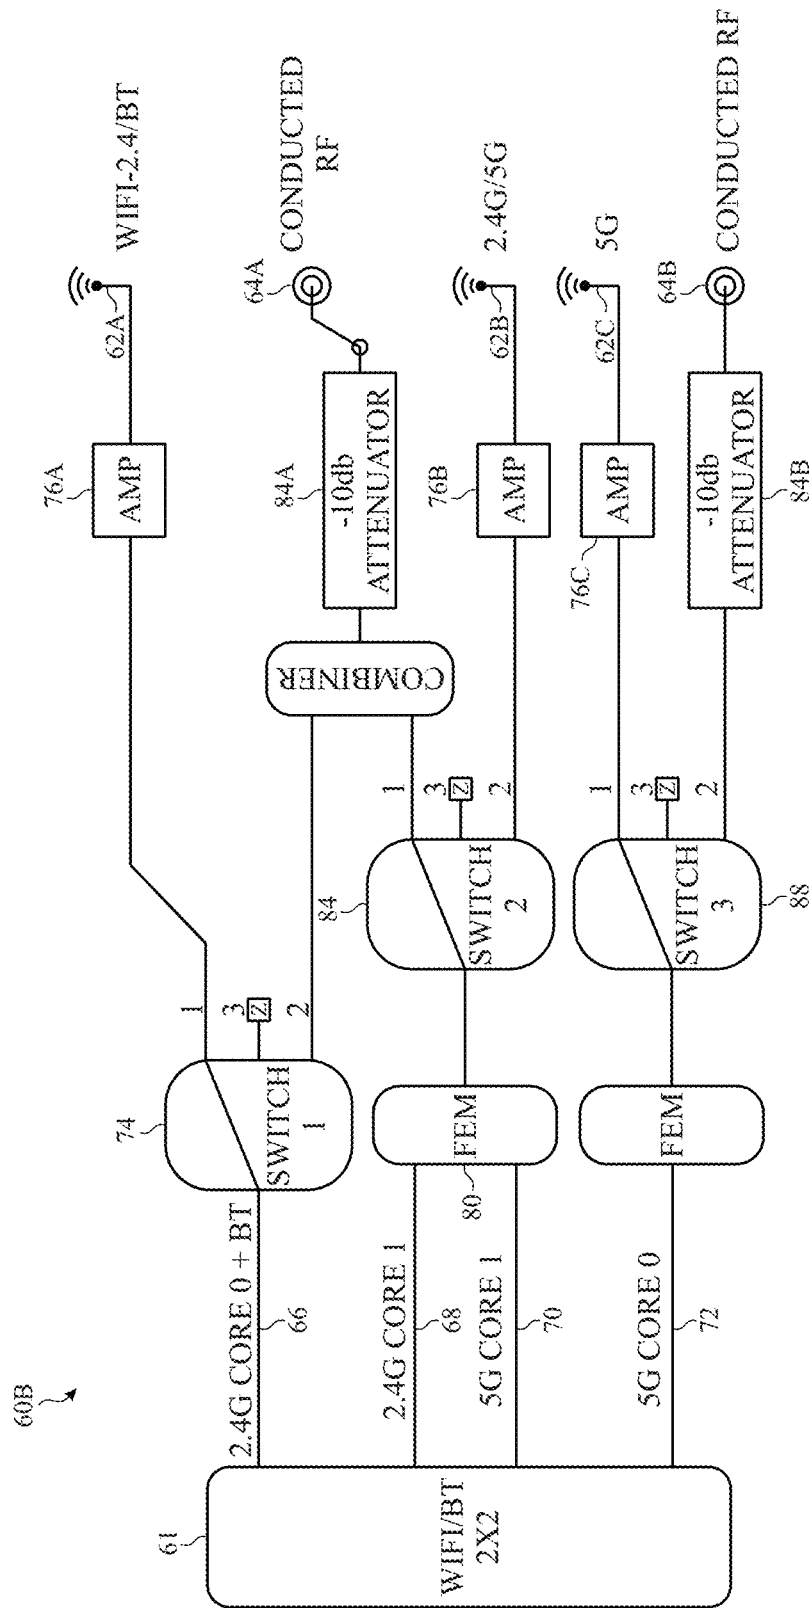 60B
61
WIFI/BT
2X2
2.4G CORE 0 + BT
66
2.4G CORE 1
68
5G CORE 1
70
5G CORE 0
72
74
SWITCH
1
1
3
Z
2
FEM
80
FEM
84
SWITCH
2
1
3
Z
2
SWITCH
3
88
1
3
Z
2
COMBINER
76A
AMP
84A
-10db
ATTENUATOR
76B
AMP
76C
AMP
-10db
ATTENUATOR
84B
62A
WIFI-2.4/BT
64A
CONDUCTED
RF
62B
2.4G/5G
62C
5G
64B
CONDUCTED RF